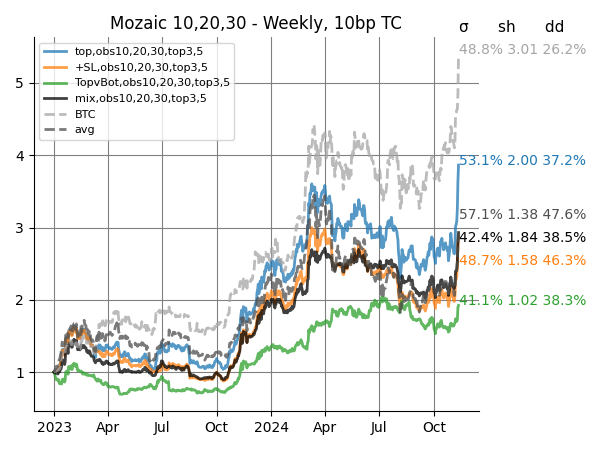 Mozaic 10,20,30 - Weekly, 10bp TC
σ sh dd
top,obs10,20,30,top3,5
+SL,obs10,20,30,top3,5
TopvBot,obs10,20,30,top3,5
mix,obs10,20,30,top3,5
BTC
avg
48.8% 3.01 26.2%
53.1% 2.00 37.2%
57.1% 1.38 47.6%
42.4% 1.84 38.5%
48.7% 1.58 46.3%
41.1% 1.02 38.3%
5
4
3
2
1
2023 Apr Jul Oct 2024 Apr Jul Oct